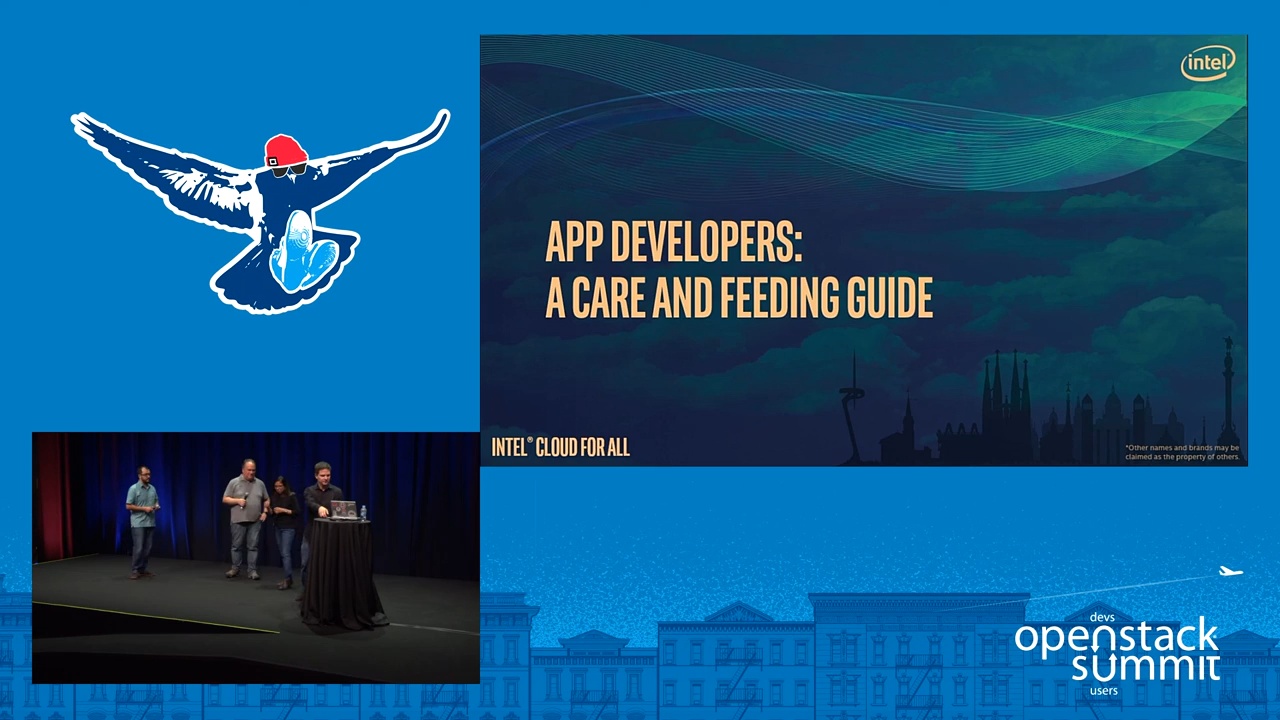 intel
APP DEVELOPERS:
A CARE AND FEEDING GUIDE
INTEL® CLOUD FOR ALL
*Other names and brands may be
claimed as the property of others.
devs
openstack
summit
users